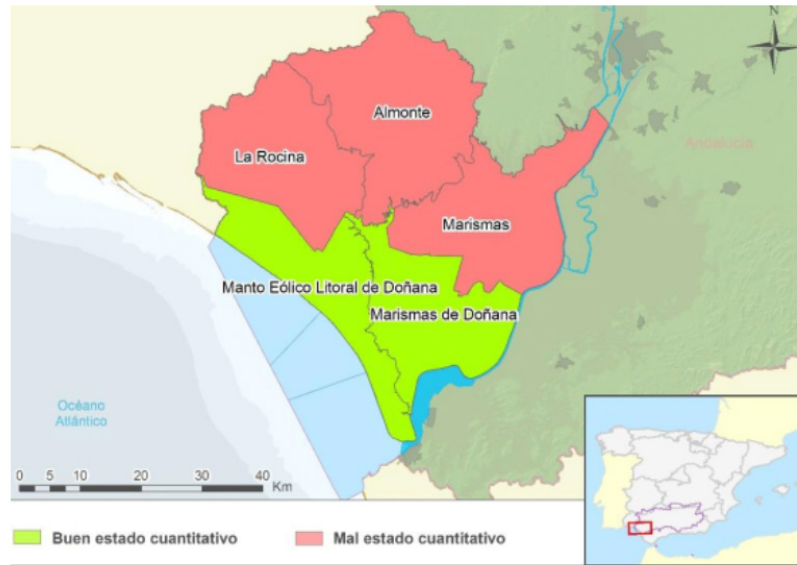 N
Almonte
La Rocina
Andalucía
Marismas
Manto Eólico Litoral de Doñana
Marismas de Doñana
Océano
Atlántico
0 5 10 20 30 40
Km
Buen estado cuantitativo
Mal estado cuantitativo